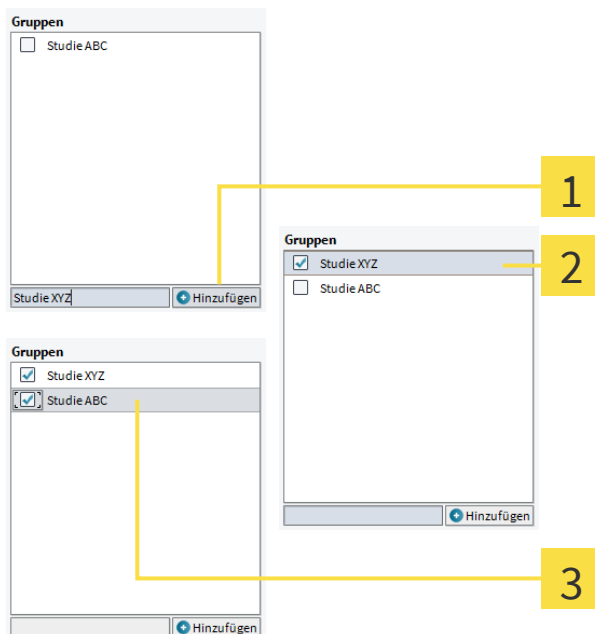 Gruppen
Studie ABC
Studie XYZ
Hinzufügen
1
Gruppen
Studie XYZ
Studie ABC
Hinzufügen
2
Gruppen
Studie XYZ
Studie ABC
Hinzufügen
3